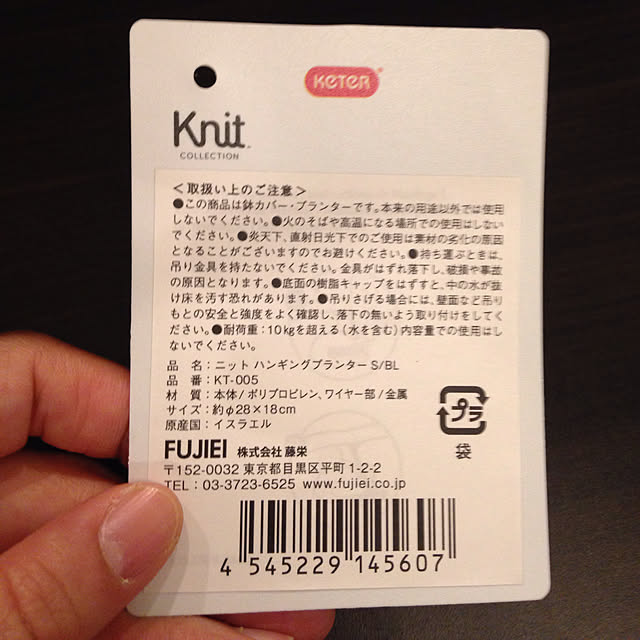 KETER
Knit
COLLECTION
<取扱い上のご注意>
●この商品は鉢カバー・プランターです。本来の用途以外では使用
しないでください。●火のそばや高温になる場所での使用はしない
でください。●炎天下、直射日光下でのご使用は素材の劣化の原因
となることがございますのでお避けください。●持ち運ぶときは、
吊り金具を持たないでください。金具がはずれ落下し、破損や事故
の原因となります。●底面の樹脂キャップをはずすと、中の水が抜
け床を汚す恐れがあります。●吊りさげる場合には、壁面など吊り
もとの安全と強度をよく確認し、落下の無いよう取り付けをしてく
ださい。●耐荷重：10kgを超える（水を含む）内容量での使用はし
ないでください。
品 名：ニット ハンギングプランター S/BL
品 番：KT-005
材 質：本体/ポリプロピレン、ワイヤー部/金属
サイズ：約φ28×18cm
原産国：イスラエル
プラ
袋
FUJIEI 株式会社 藤栄
〒152-0032 東京都目黒区平町1-2-2
TEL：03-3723-6525 www.fujiei.co.jp
4 545229 145607